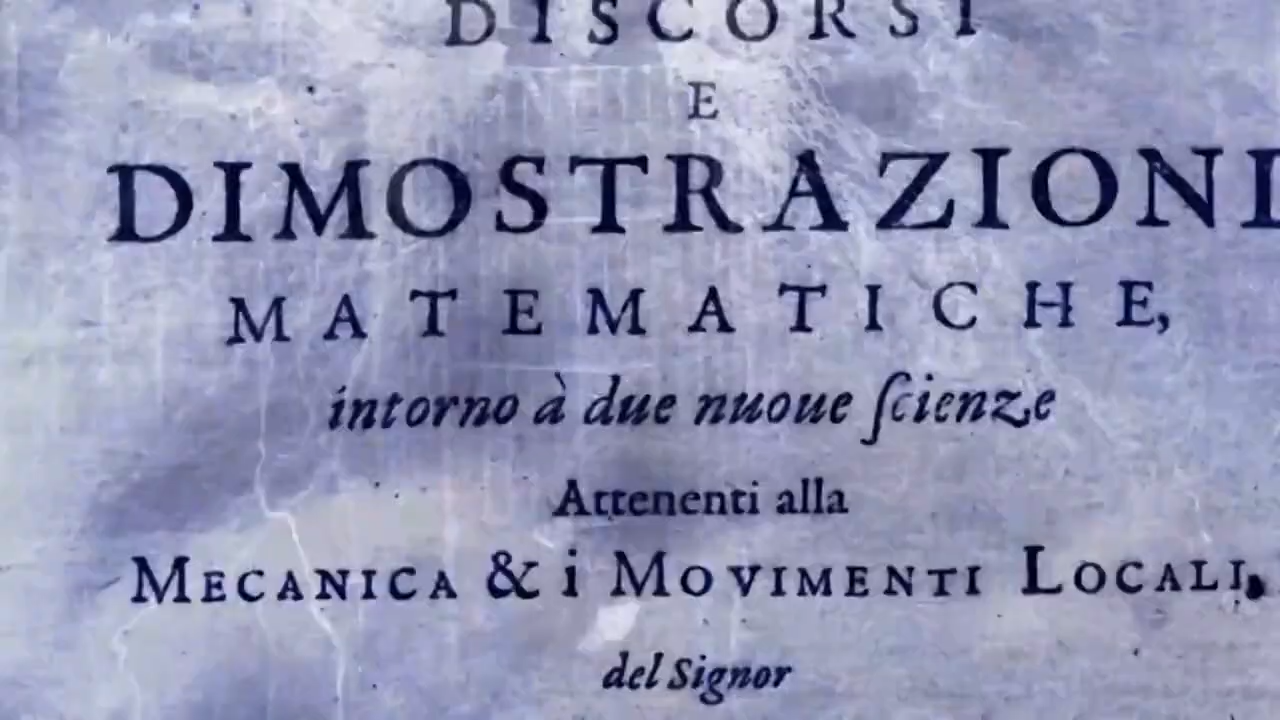 DISCORSI
E
DIMOSTRAZIONI
MATEMATICHE,
intorno à due nuoue ſcienze
Attenenti alla
MECANICA & i MOVIMENTI LOCALI,
del Signor